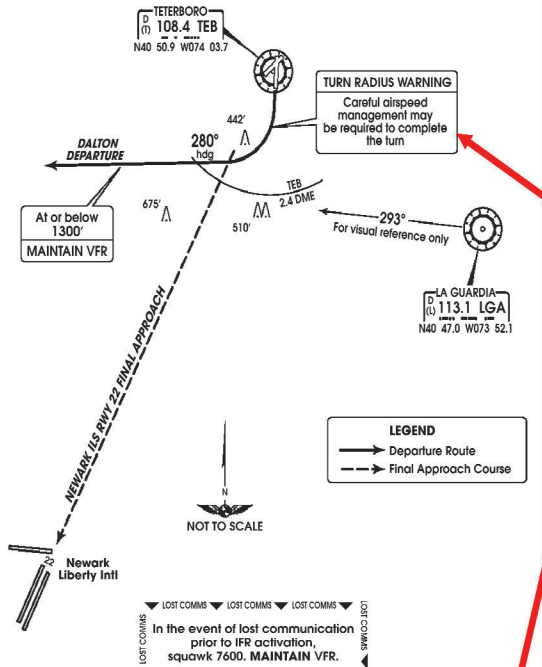 TETERBORO
D
(T) 108.4 TEB
N40 50.9 W074 03.7
TURN RADIUS WARNING
Careful airspeed
management may
be required to complete
the turn
442'
280°
hdg
DALTON
DEPARTURE
TEB
2.4 DME
At or below
1300'
MAINTAIN VFR
675'
510'
293°
For visual reference only
LA GUARDIA
D
(L) 113.1 LGA
N40 47.0 W073 52.1
NEWARK ILS RWY 22 FINAL APPROACH
LEGEND
Departure Route
Final Approach Course
N
NOT TO SCALE
22
Newark
Liberty Intl
LOST COMMS LOST COMMS LOST COMMS
LOST COMMS
LOST COMMS
In the event of lost communication
prior to IFR activation,
squawk 7600. MAINTAIN VFR.